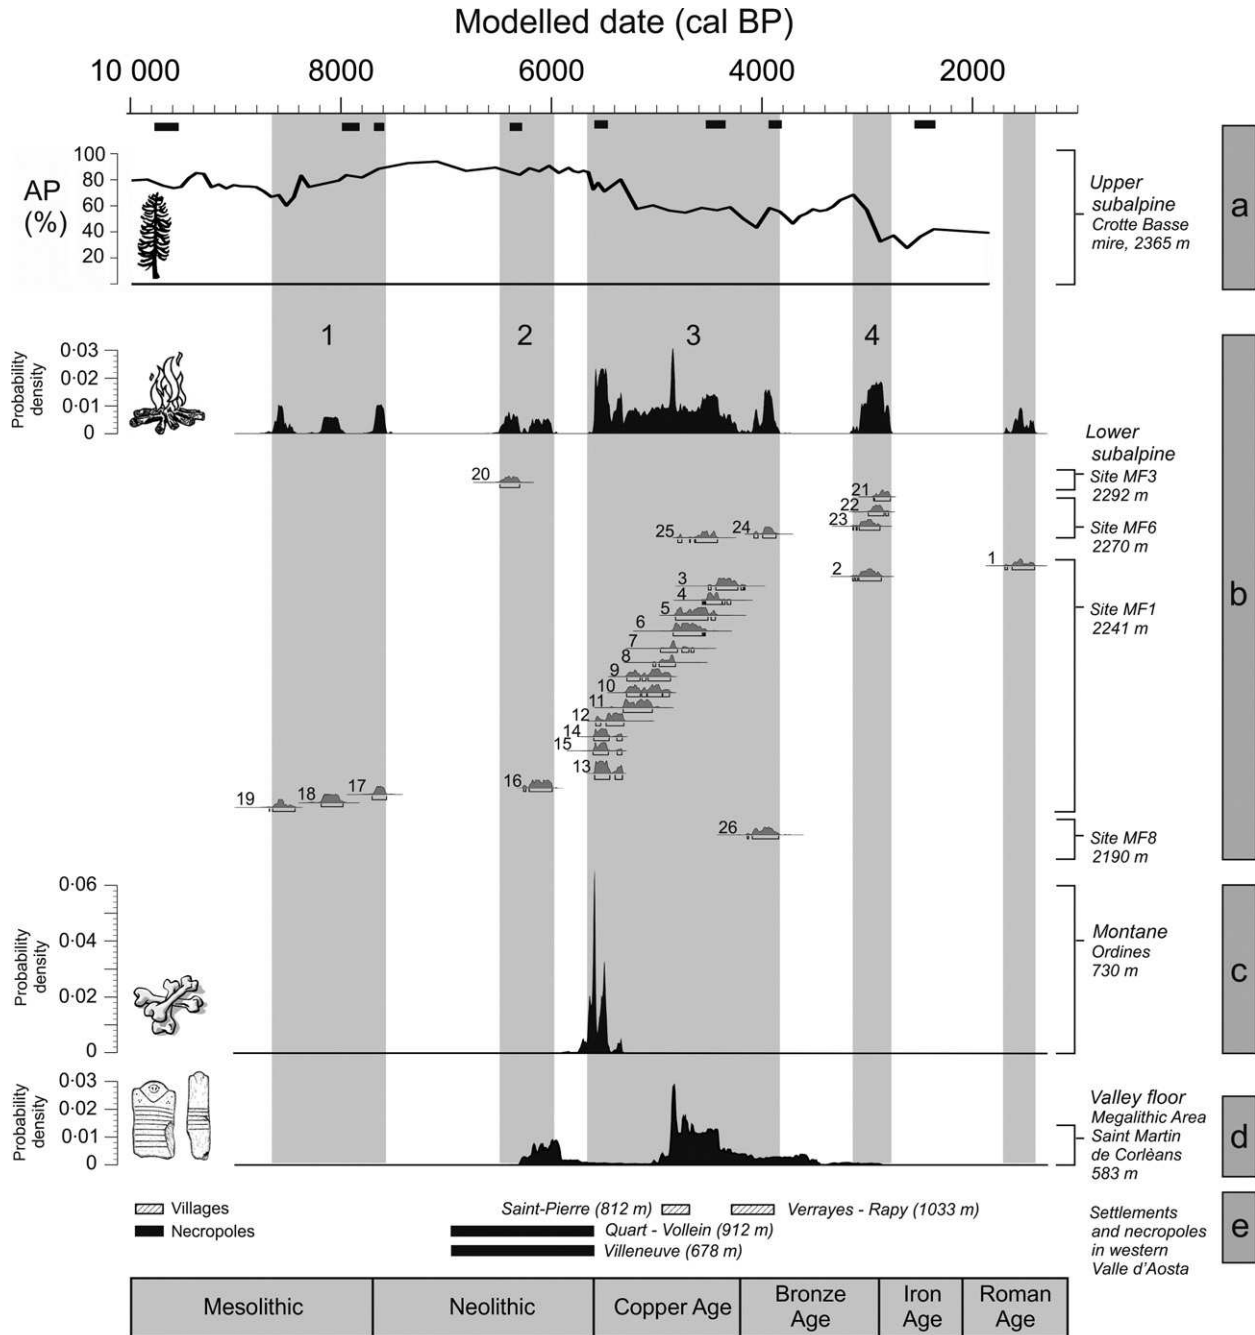 Modelled date (cal BP)
10 000 8000 6000 4000 2000
AP
(%)
100
80
60
40
20
Upper
subalpine
Crotte Basse
mire, 2365 m
a
1 2 3 4
Probability
density
0·03
0·02
0·01
0
Lower
subalpine
Site MF3
2292 m
Site MF6
2270 m
Site MF1
2241 m
Site MF8
2190 m
b
20
21
22
23
24
25
1
2
3
4
5
6
7
8
9
10
11
12
14
15
13
16
17
18
19
26
Probability
density
0·06
0·04
0·02
0
Montane
Ordines
730 m
c
Probability
density
0·03
0·02
0·01
0
Valley floor
Megalithic Area
Saint Martin
de Corlèans
583 m
d
Villages
Necropoles
Saint-Pierre (812 m)
Verrayes - Rapy (1033 m)
Quart - Vollein (912 m)
Villeneuve (678 m)
Settlements
and necropoles
in western
Valle d'Aosta
e
Mesolithic
Neolithic
Copper Age
Bronze
Age
Iron
Age
Roman
Age